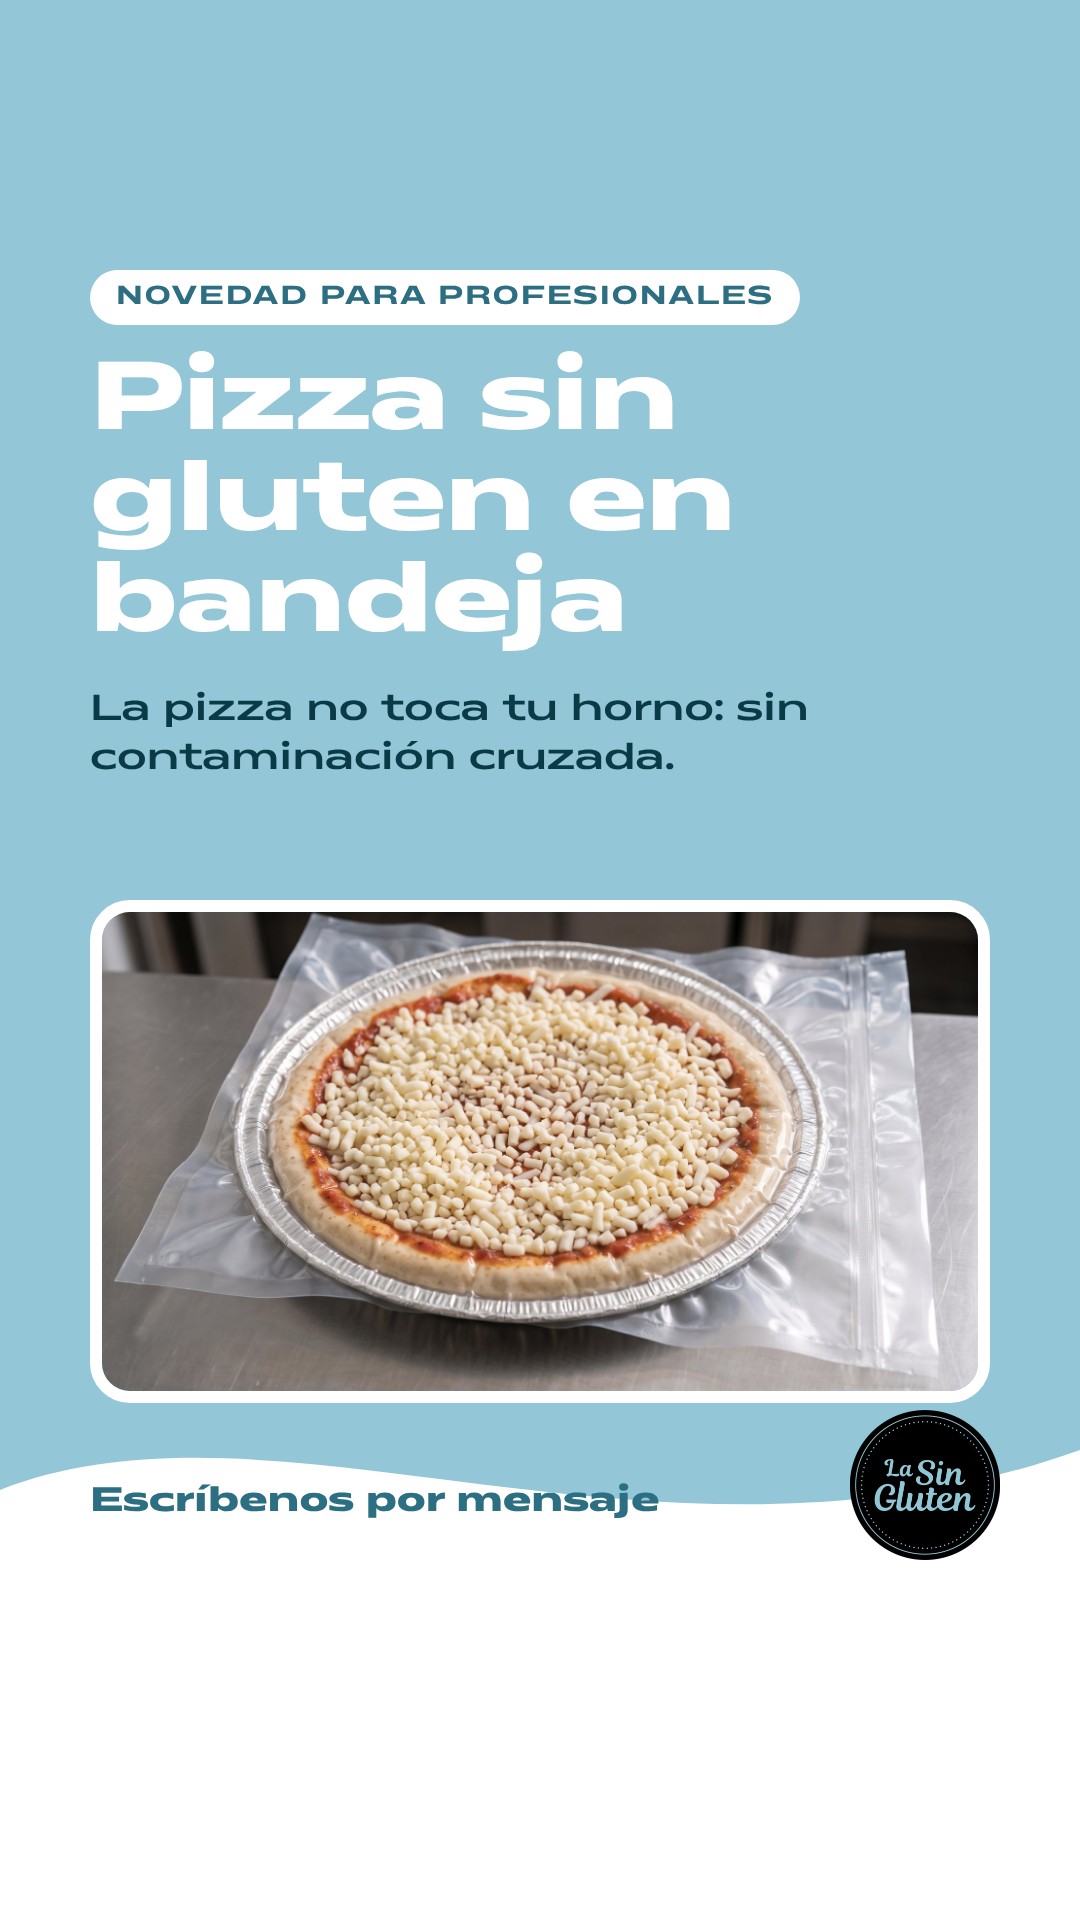 NOVEDAD PARA PROFESIONALES
Pizza sin
gluten en
bandeja
La pizza no toca tu horno: sin
contaminación cruzada.
Escríbenos por mensaje
La Sin
Gluten